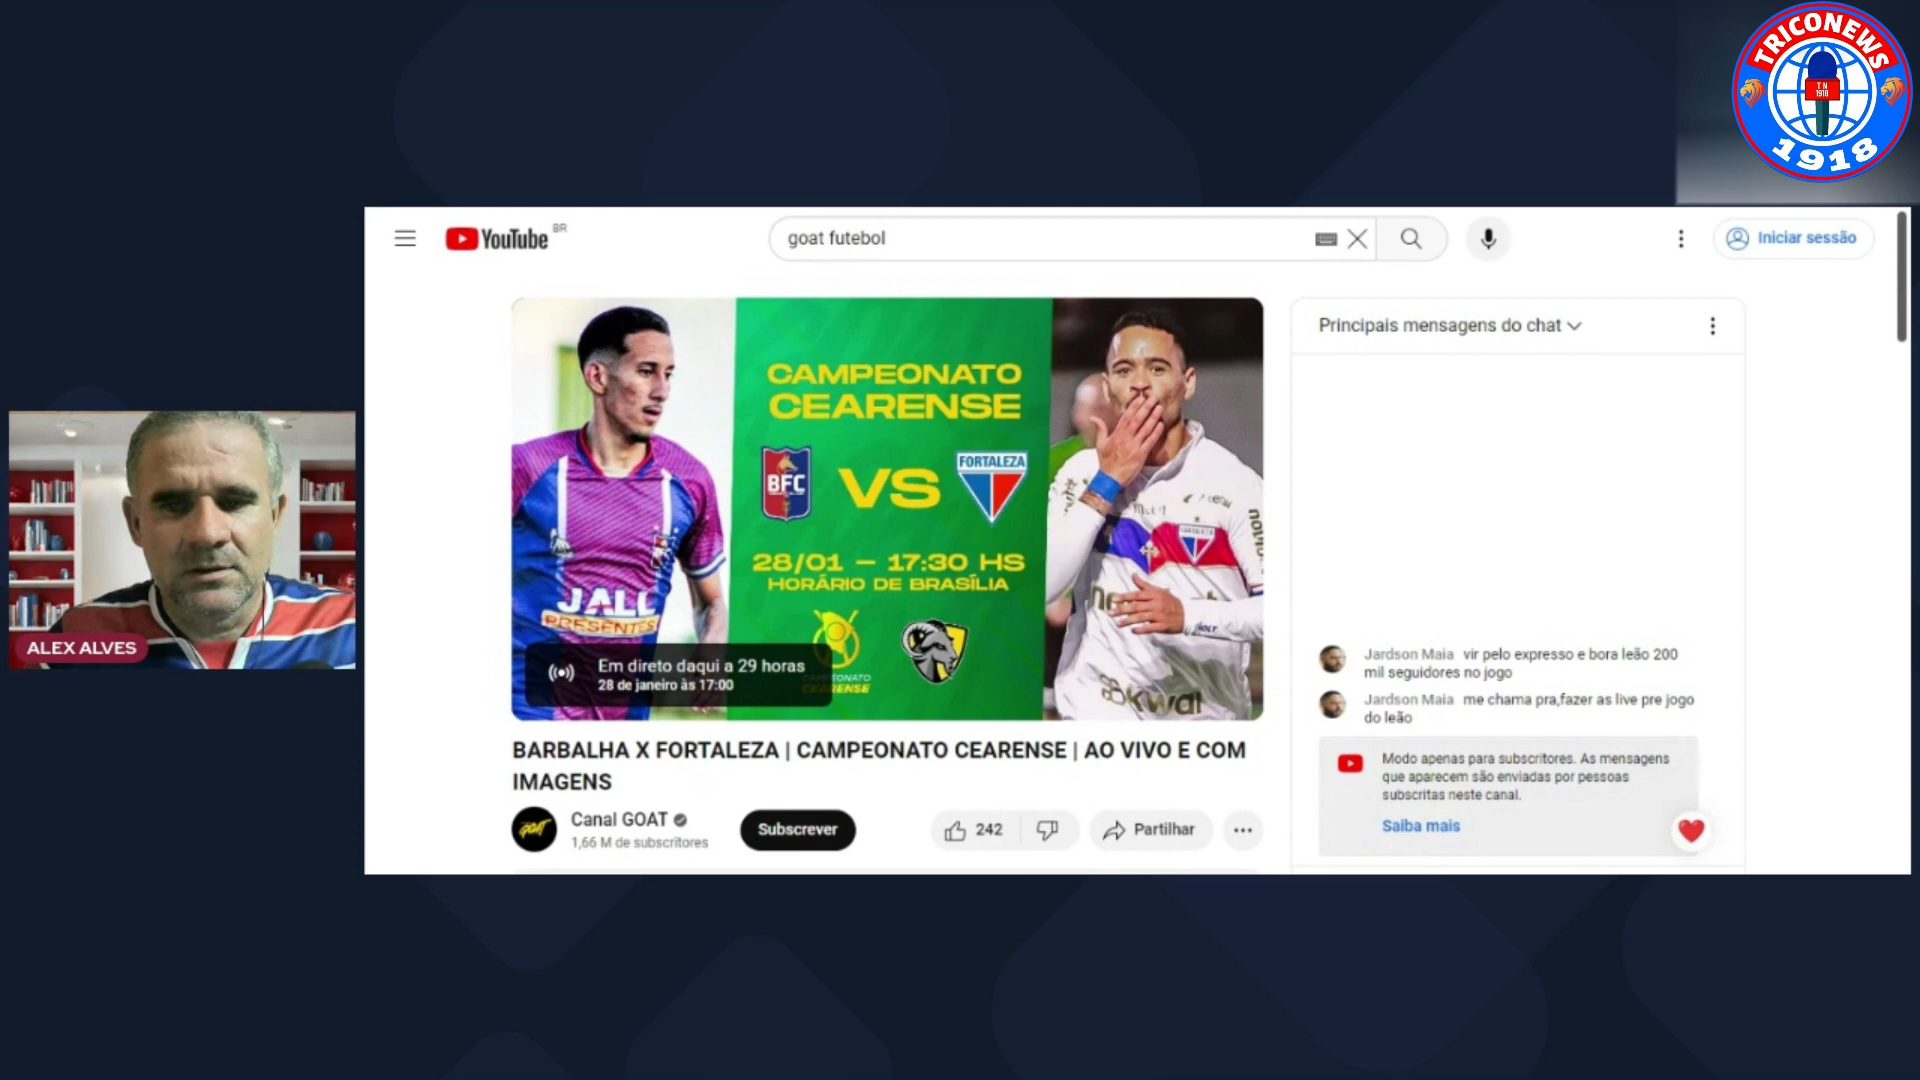 TRICONEWS
T N
1918
1918
YouTube
BR
goat futebol
Iniciar sessão
CAMPEONATO
CEARENSE
BFC
VS
FORTALEZA
28/01 – 17:30 HS
HORÁRIO DE BRASÍLIA
JALL
PRESENTES
Em direto daqui a 29 horas
28 de janeiro às 17:00
CEARENSE
kwai
BARBALHA X FORTALEZA | CAMPEONATO CEARENSE | AO VIVO E COM
IMAGENS
GOAT
Canal GOAT
1,66 M de subscritores
Subscrever
242
Partilhar
Principais mensagens do chat
Jardson Maia vir pelo expresso e bora leão 200
mil seguidores no jogo
Jardson Maia me chama pra,fazer as live pre jogo
do leão
Modo apenas para subscritores. As mensagens
que aparecem são enviadas por pessoas
subscritas neste canal.
Saiba mais
ALEX ALVES